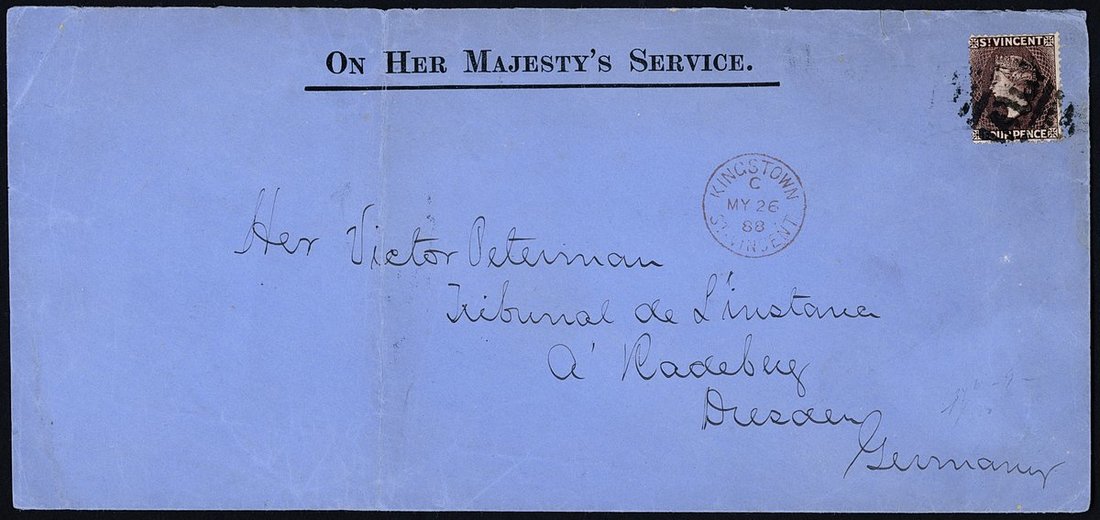 ON HER MAJESTY'S SERVICE.
ST VINCENT
FOUR PENCE
KINGSTOWN
C
MY 26
88
ST. VINCENT
Her Victor Peterman
Tribunal de L'instance
A' Radeberg
Dresden
Germany